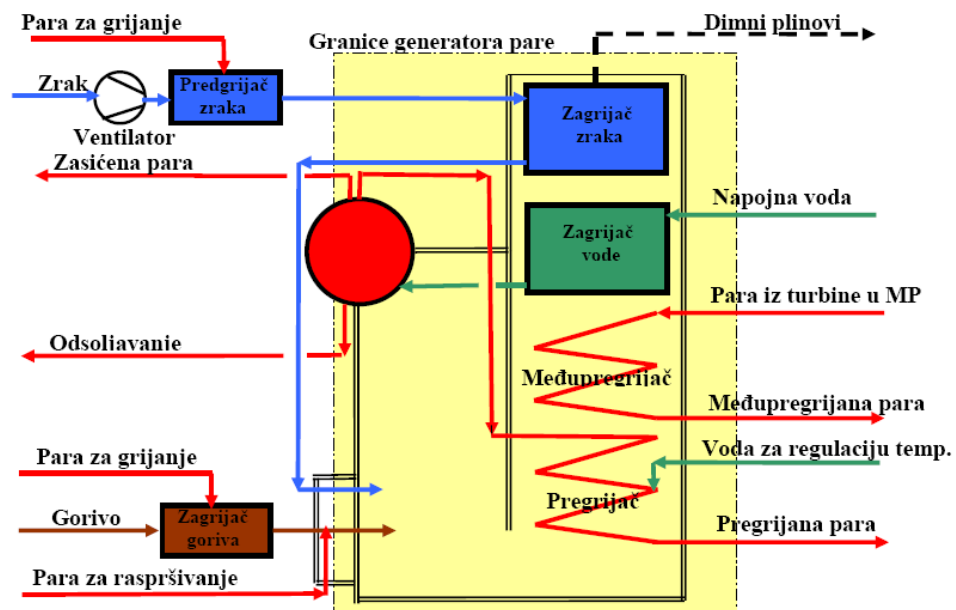 Para za grijanje
Dimni plinovi
Granice generatora pare
Zrak
Predgrijač
zraka
Zagrijač
zraka
Ventilator
Zasićena para
Napojna voda
Zagrijač
vode
Para iz turbine u MP
Odsoliavanje
Međupregrijač
Međupregrijana para
Para za grijanje
Voda za regulaciju temp.
Pregrijač
Gorivo
Zagrijač
goriva
Pregrijana para
Para za raspršivanje